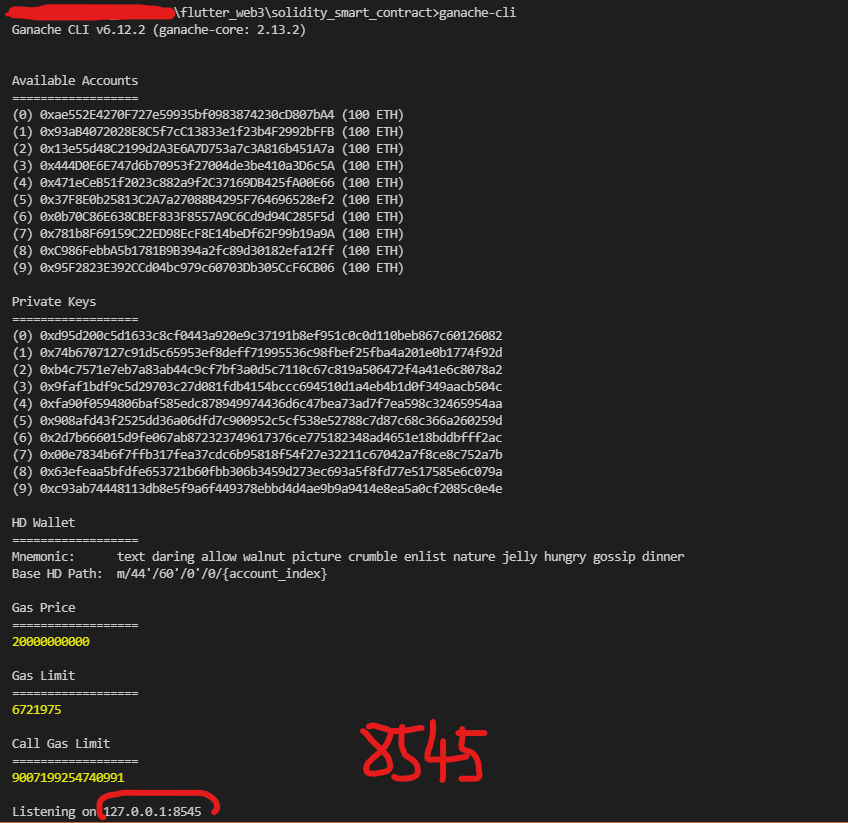 \flutter_web3\solidity_smart_contract>ganache-cli
Ganache CLI v6.12.2 (ganache-core: 2.13.2)
Available Accounts
==================
(0) 0xae552E4270F727e59935bf0983874230cD807bA4 (100 ETH)
(1) 0x93aB4072028E8C5f7cC13833e1f23b4F2992bFFB (100 ETH)
(2) 0x13e55d48C2199d2A3E6A7D753a7c3A816b451A7a (100 ETH)
(3) 0x444D0E6E747d6b70953f27004de3be410a3D6c5A (100 ETH)
(4) 0x471eCeB51f2023c882a9f2C37169DB425fA00E66 (100 ETH)
(5) 0x37F8E0b25813C2A7a27088B4295F764696528ef2 (100 ETH)
(6) 0x0b70C86E638CBEF833F8557A9C6Cd9d94C285F5d (100 ETH)
(7) 0x781b8F69159C22ED98EcF8E14beDf62F99b19a9A (100 ETH)
(8) 0xC986FebbA5b1781B9B394a2fc89d30182efa12ff (100 ETH)
(9) 0x95F2823E392CCd04bc979c60703Db305CcF6CB06 (100 ETH)
Private Keys
==================
(0) 0xd95d200c5d1633c8cf0443a920e9c37191b8ef951c0c0d110beb867c60126082
(1) 0x74b6707127c91d5c65953ef8deff71995536c98fbef25fba4a201e0b1774f92d
(2) 0xb4c7571e7eb7a83ab44c9cf7bf3a0d5c7110c67c819a506472f4a41e6c8078a2
(3) 0x9faf1bdf9c5d29703c27d081fdb4154bccc694510d1a4eb4b1d0f349aacb504c
(4) 0xfa90f0594806baf585edc878949974436d6c47bea73ad7f7ea598c32465954aa
(5) 0x908afd43f2525dd36a06dfd7c900952c5cf538e52788c7d87c68c366a260259d
(6) 0x2d7b666015d9fe067ab872323749617376ce775182348ad4651e18bddbfff2ac
(7) 0x00e7834b6f7ffb317fea37cdc6b95818f54f27e32211c67042a7f8ce8c752a7b
(8) 0x63efeaa5bfdfe653721b60fbb306b3459d273ec693a5f8fd77e517585e6c079a
(9) 0xc93ab74448113db8e5f9a6f449378ebbd4d4ae9b9a9414e8ea5a0cf2085c0e4e
HD Wallet
==================
Mnemonic:      text daring allow walnut picture crumble enlist nature jelly hungry gossip dinner
Base HD Path:  m/44'/60'/0'/0/{account_index}
Gas Price
==================
20000000000
Gas Limit
==================
6721975
8545
Call Gas Limit
==================
9007199254740991
Listening on 127.0.0.1:8545